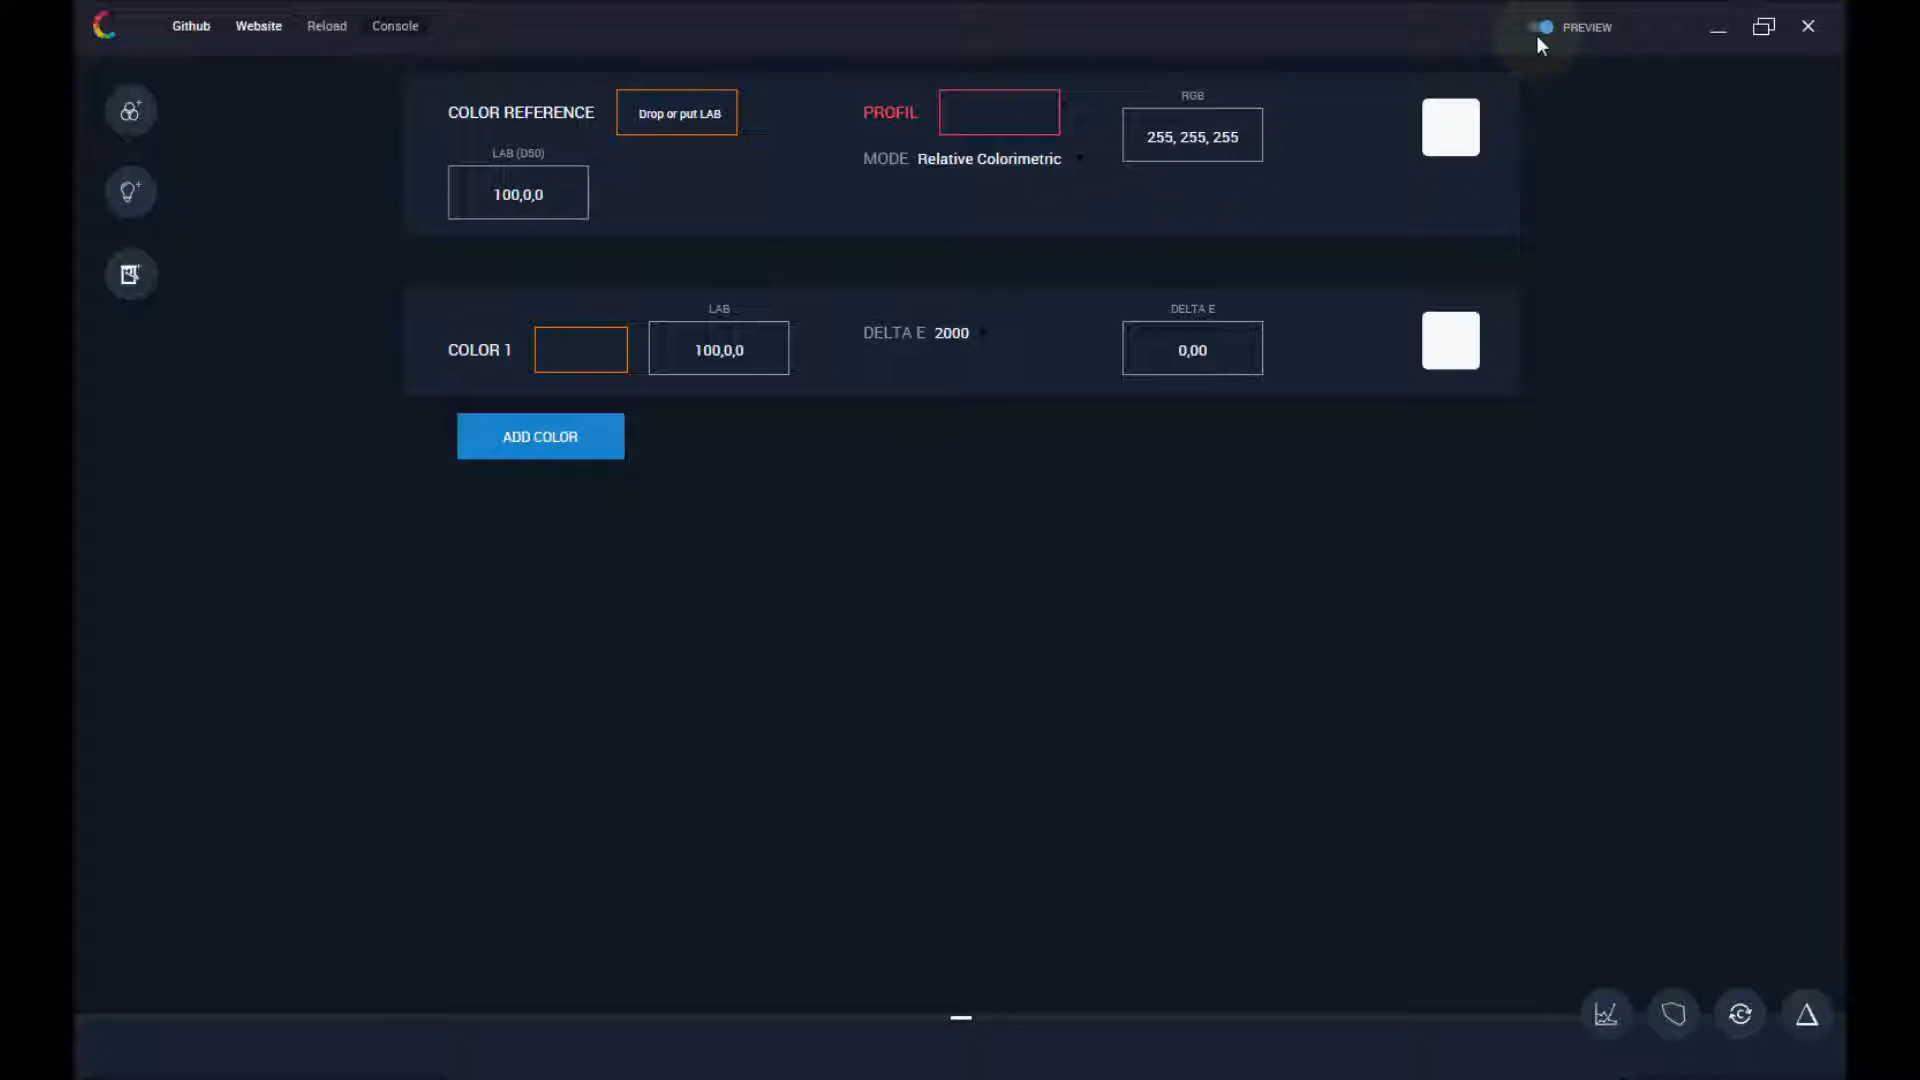 Github Website Reload Console PREVIEW
COLOR REFERENCE Drop or put LAB
LAB (D50)
100,0,0
PROFIL
MODE Relative Colorimetric
RGB
255, 255, 255
COLOR 1
LAB
100,0,0
DELTA E 2000
DELTA E
0,00
ADD COLOR